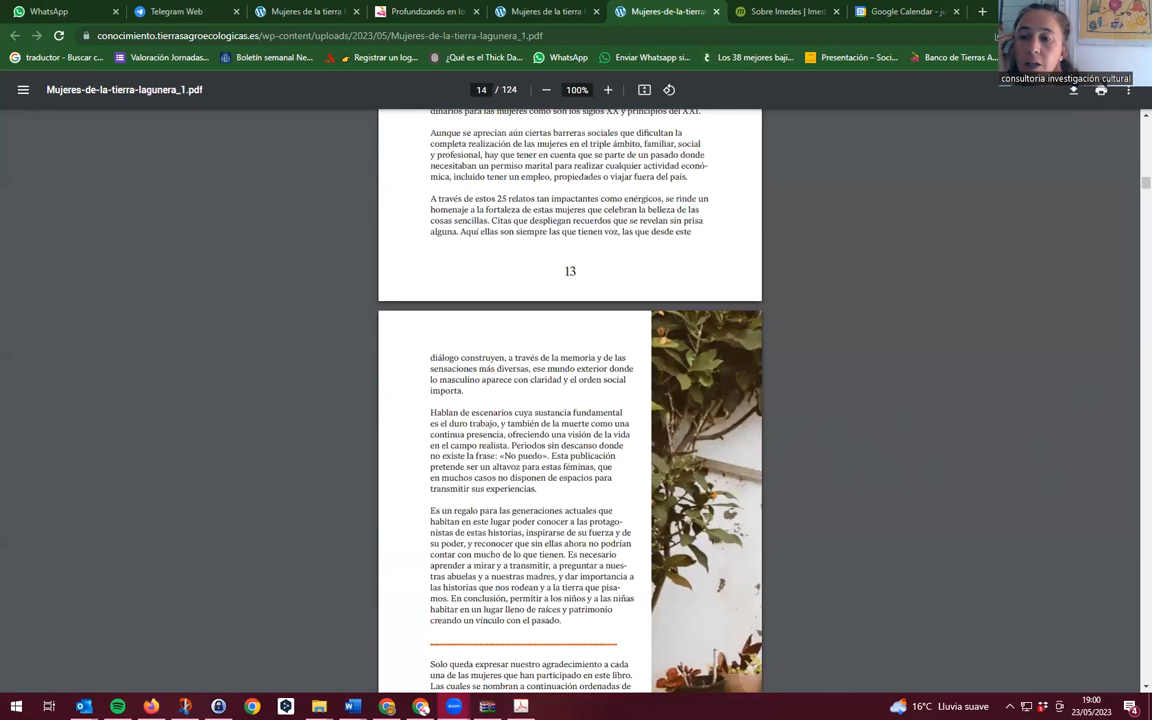 WhatsApp
Telegram Web
Mujeres de la tierra l
Profundizando en lo
Mujeres de la tierra l
Mujeres-de-la-tierra-
Sobre Imedes | Imed
Google Calendar - ju
conocimiento.tierrasagroecologicas.es/wp-content/uploads/2023/05/Mujeres-de-la-tierra-lagunera_1.pdf
traductor - Buscar c...
Valoración Jornadas...
Boletín semanal Ne...
Registrar un log...
¿Qué es el Thick Da...
WhatsApp
Enviar Whatsapp si...
Los 38 mejores baji...
Presentación – Soci...
Banco de Tierras A...
consultoria investigación cultural
Mujeres-de-la-tierra-lagunera_1.pdf
14 / 124
100%
dinarios para las mujeres como son los siglos XX y principios del XXI.
Aunque se aprecian aún ciertas barreras sociales que dificultan la
completa realización de las mujeres en el triple ámbito, familiar, social
y profesional, hay que tener en cuenta que se parte de un pasado donde
necesitaban un permiso marital para realizar cualquier actividad econó-
mica, incluido tener un empleo, propiedades o viajar fuera del país.
A través de estos 25 relatos tan impactantes como enérgicos, se rinde un
homenaje a la fortaleza de estas mujeres que celebran la belleza de las
cosas sencillas. Citas que despliegan recuerdos que se revelan sin prisa
alguna. Aquí ellas son siempre las que tienen voz, las que desde este
13
diálogo construyen, a través de la memoria y de las
sensaciones más diversas, ese mundo exterior donde
lo masculino aparece con claridad y el orden social
importa.
Hablan de escenarios cuya sustancia fundamental
es el duro trabajo, y también de la muerte como una
continua presencia, ofreciendo una visión de la vida
en el campo realista. Periodos sin descanso donde
no existe la frase: «No puedo». Esta publicación
pretende ser un altavoz para estas féminas, que
en muchos casos no disponen de espacios para
transmitir sus experiencias.
Es un regalo para las generaciones actuales que
habitan en este lugar poder conocer a las protago-
nistas de estas historias, inspirarse de su fuerza y de
su poder, y reconocer que sin ellas ahora no podrían
contar con mucho de lo que tienen. Es necesario
aprender a mirar y a transmitir, a preguntar a nues-
tras abuelas y a nuestras madres, y dar importancia a
las historias que nos rodean y a la tierra que pisa-
mos. En conclusión, permitir a los niños y a las niñas
habitar en un lugar lleno de raíces y patrimonio
creando un vínculo con el pasado.
Solo queda expresar nuestro agradecimiento a cada
una de las mujeres que han participado en este libro.
Las cuales se nombran a continuación ordenadas de
16°C Lluvia suave
19:00
23/05/2023
4